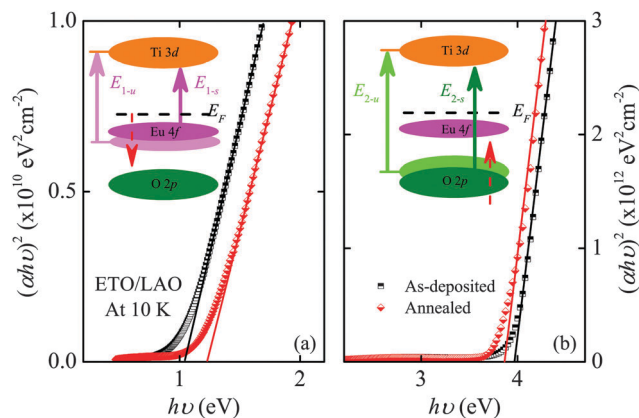 1.0
0.5
0.0
(αhυ)² (x10¹⁰ eV²cm⁻²)
Ti 3d
E₁₋ᵤ
E₁₋ₛ
E_F
Eu 4f
O 2p
ETO/LAO
At 10 K
(a)
1
2
hυ (eV)
Ti 3d
E₂₋ᵤ
E₂₋ₛ
E_F
Eu 4f
O 2p
As-deposited
Annealed
(b)
3
4
hυ (eV)
3
2
1
0
(αhυ)² (x10¹² eV²cm⁻²)